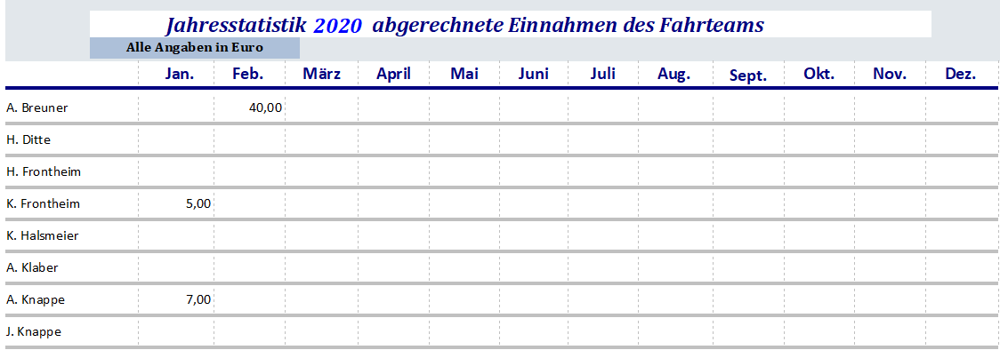 Jahresstatistik 2020 abgerechnete Einnahmen des Fahrteams
Alle Angaben in Euro
Jan. Feb. März April Mai Juni Juli Aug. Sept. Okt. Nov. Dez.
A. Breuner 40,00
H. Ditte
H. Frontheim
K. Frontheim 5,00
K. Halsmeier
A. Klaber
A. Knappe 7,00
J. Knappe